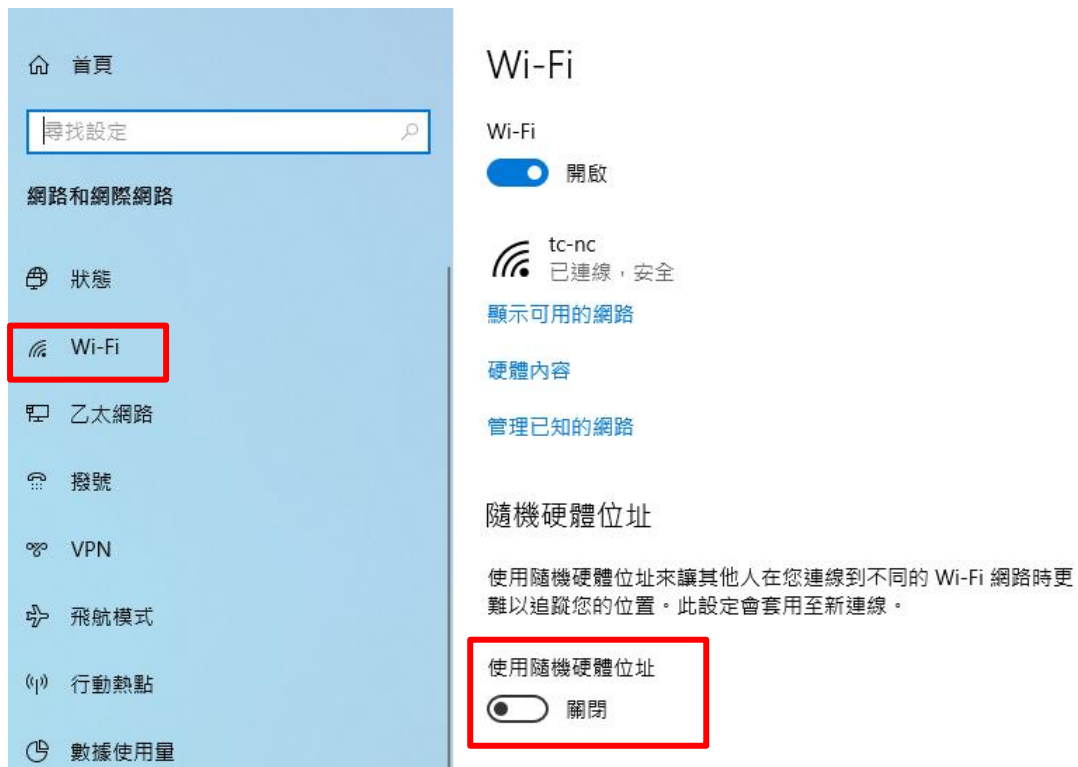 首頁
尋找設定
網路和網際網路
狀態
Wi-Fi
乙太網路
撥號
VPN
飛航模式
行動熱點
數據使用量
Wi-Fi
Wi-Fi
開啟
tc-nc
已連線，安全
顯示可用的網路
硬體內容
管理已知的網路
隨機硬體位址
使用隨機硬體位址來讓其他人在您連線到不同的 Wi-Fi 網路時更
難以追蹤您的位置。此設定會套用至新連線。
使用隨機硬體位址
關閉